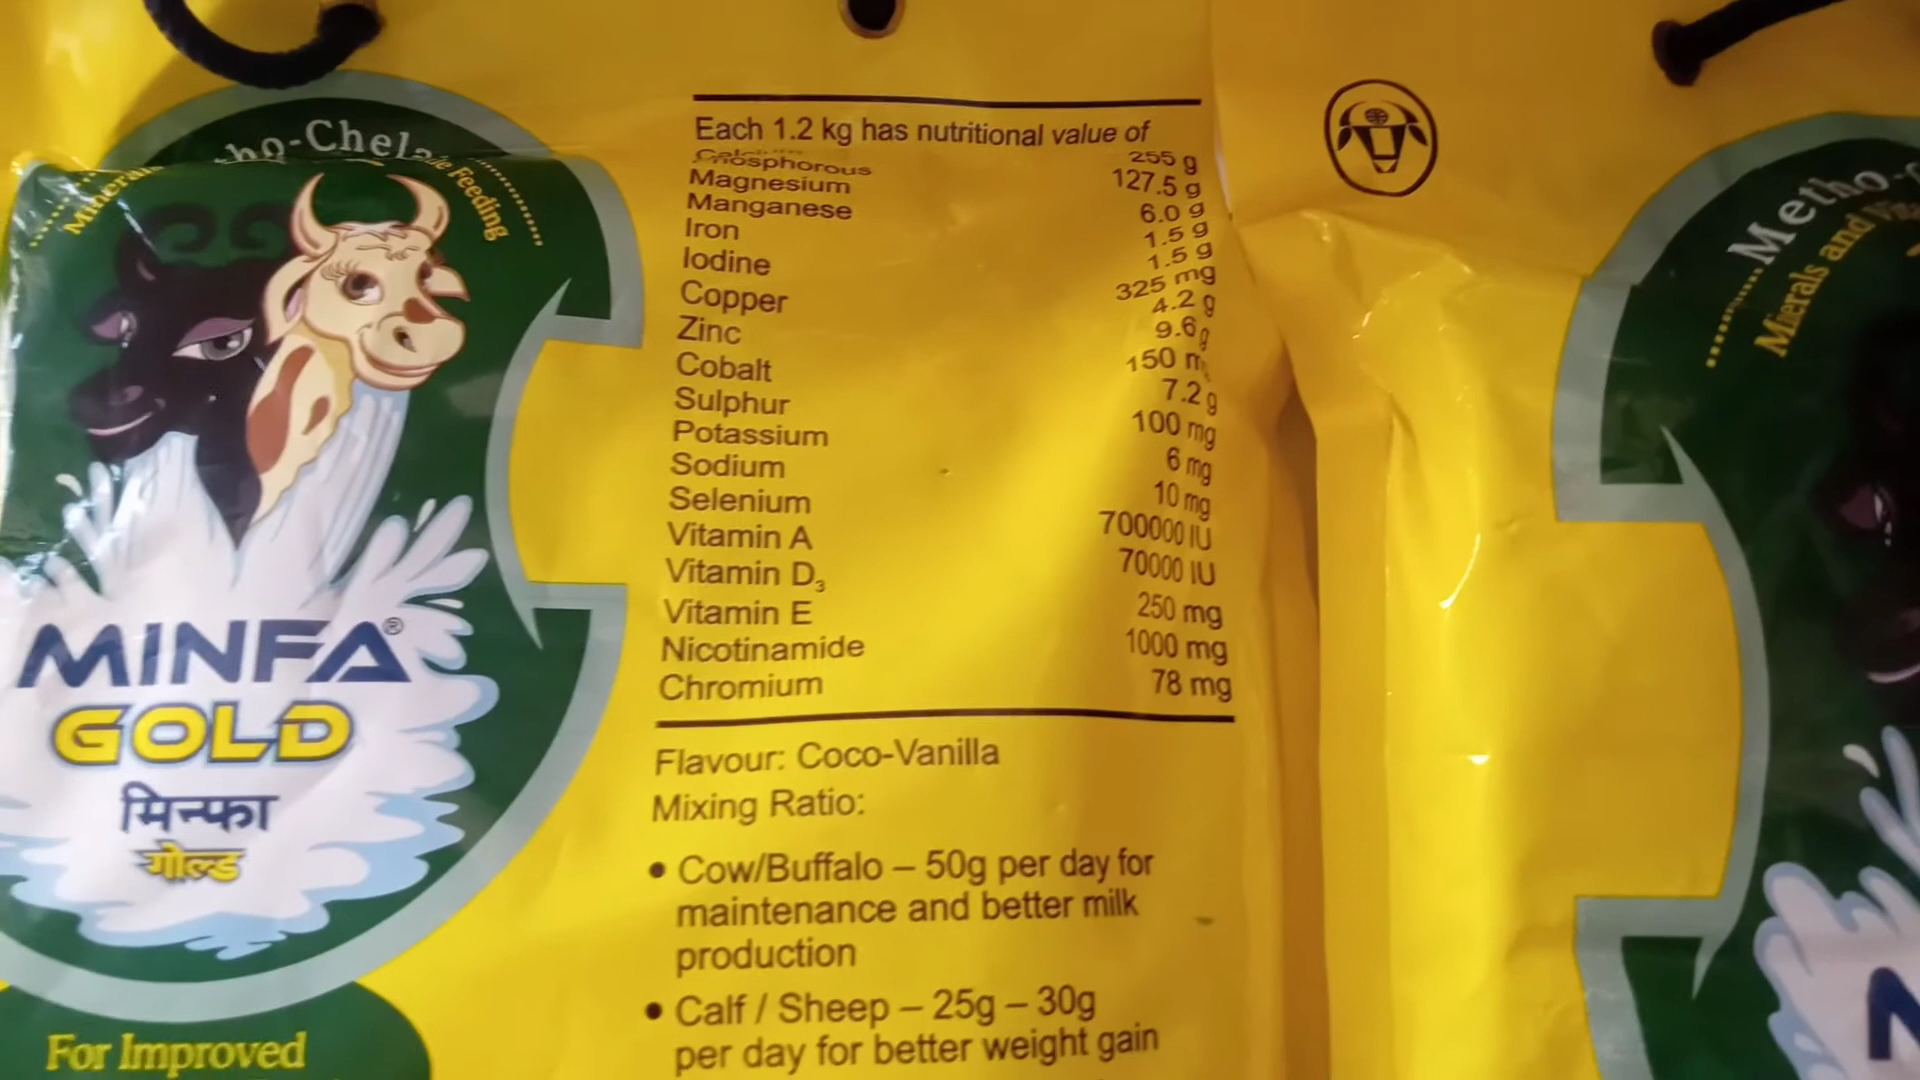 Metho-Chelate Feeding
Minerals
MINFA®
GOLD
मिन्फा
गोल्ड
For Improved
Each 1.2 kg has nutritional value of
Calcium 255 g
Phosphorous 127.5 g
Magnesium 6.0 g
Manganese 1.5 g
Iron 1.5 g
Iodine 325 mg
Copper 4.2 g
Zinc 9.6 g
Cobalt 150 m
Sulphur 7.2 g
Potassium 100 mg
Sodium 6 mg
Selenium 10 mg
Vitamin A 700000 IU
Vitamin D₃ 70000 IU
Vitamin E 250 mg
Nicotinamide 1000 mg
Chromium 78 mg
Flavour: Coco-Vanilla
Mixing Ratio:
• Cow/Buffalo – 50g per day for
maintenance and better milk
production
• Calf / Sheep – 25g – 30g
per day for better weight gain
Metho-
Mierals and